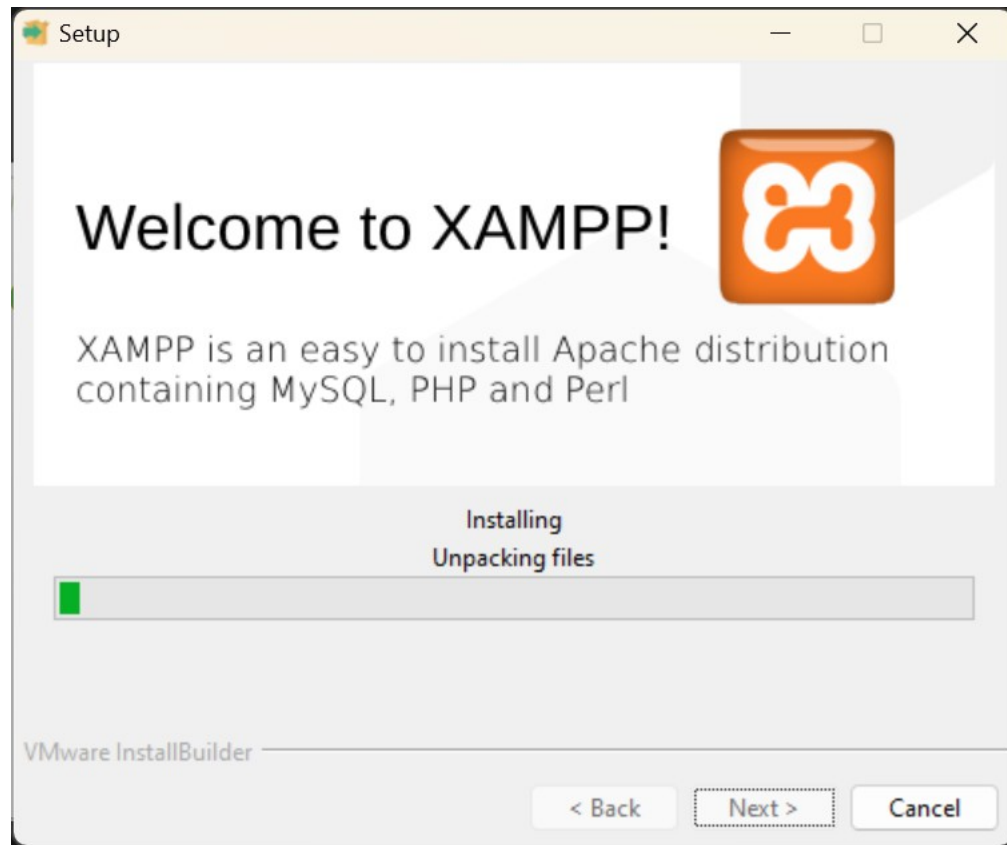 Setup
Welcome to XAMPP!
XAMPP is an easy to install Apache distribution
containing MySQL, PHP and Perl
Installing
Unpacking files
VMware InstallBuilder
< Back
Next >
Cancel